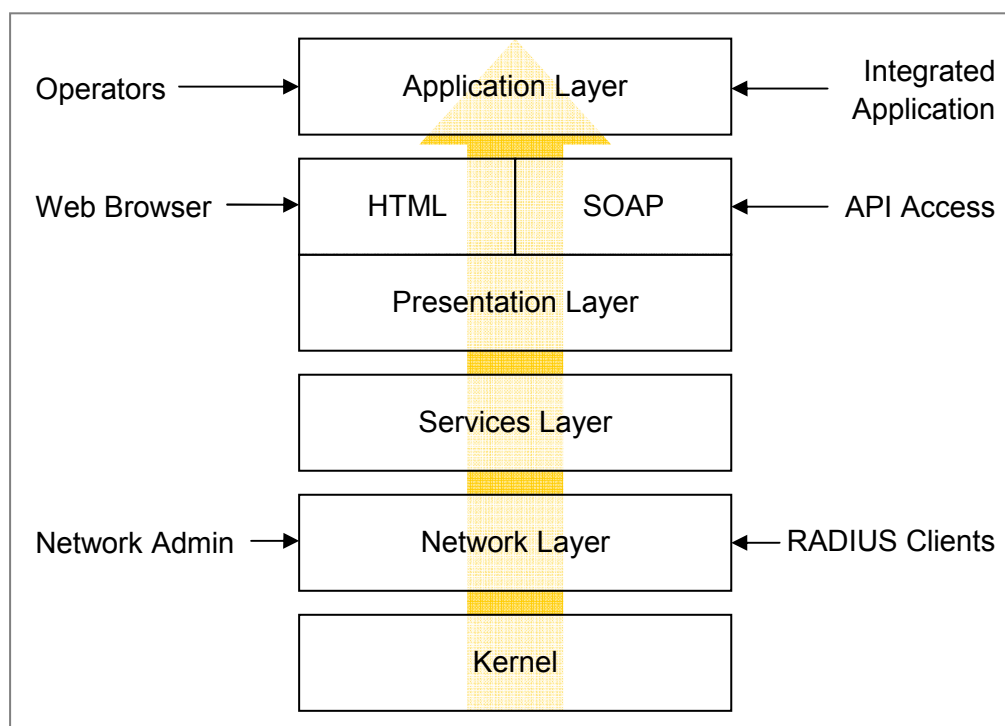 Operators
Application Layer
Integrated
Application
Web Browser
HTML
SOAP
API Access
Presentation Layer
Services Layer
Network Admin
Network Layer
RADIUS Clients
Kernel